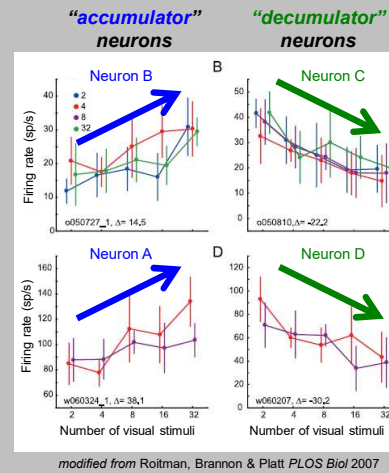 "accumulator" "decumulator"
neurons neurons
B
Neuron B Neuron C
Firing rate (sp/s)
40
30
20
10
0
2
4
8
32
o050727_1, Δ= 14.5
50
40
30
20
10
0
o050810, Δ= -22.2
D
Neuron A Neuron D
Firing rate (sp/s)
160
140
120
100
80
60
w060324_1, Δ= 38.1
2 4 8 16 32
Number of visual stimuli
120
100
80
60
40
20
0
w060207, Δ= -30.2
2 4 8 16 32
Number of visual stimuli
modified from Roitman, Brannon & Platt PLOS Biol 2007